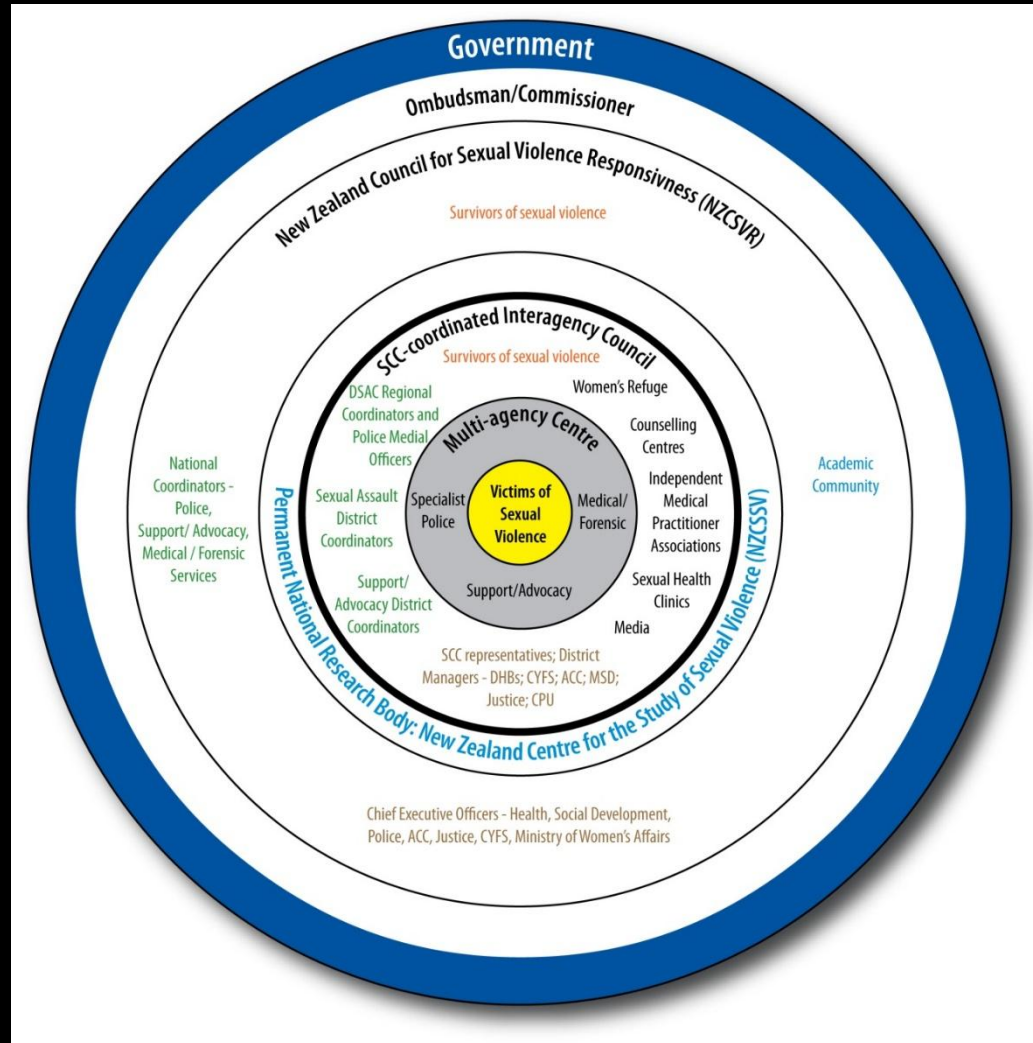 Government
Ombudsman/Commissioner
New Zealand Council for Sexual Violence Responsivness (NZCSVR)
Survivors of sexual violence
SCC-coordinated Interagency Council
Survivors of sexual violence
DSAC Regional
Coordinators and
Police Medial
Officers
Sexual Assault
District
Coordinators
Support/
Advocacy District
Coordinators
Women's Refuge
Counselling
Centres
Independent
Medical
Practitioner
Associations
Sexual Health
Clinics
Media
SCC representatives; District
Managers - DHBs; CYFS; ACC; MSD;
Justice; CPU
Multi-agency Centre
Specialist
Police
Victims of
Sexual
Violence
Medical/
Forensic
Support/Advocacy
National
Coordinators -
Police,
Support/ Advocacy,
Medical / Forensic
Services
Academic
Community
Permanent National Research Body: New Zealand Centre for the Study of Sexual Violence (NZCSSV)
Chief Executive Officers - Health, Social Development,
Police, ACC, Justice, CYFS, Ministry of Women's Affairs